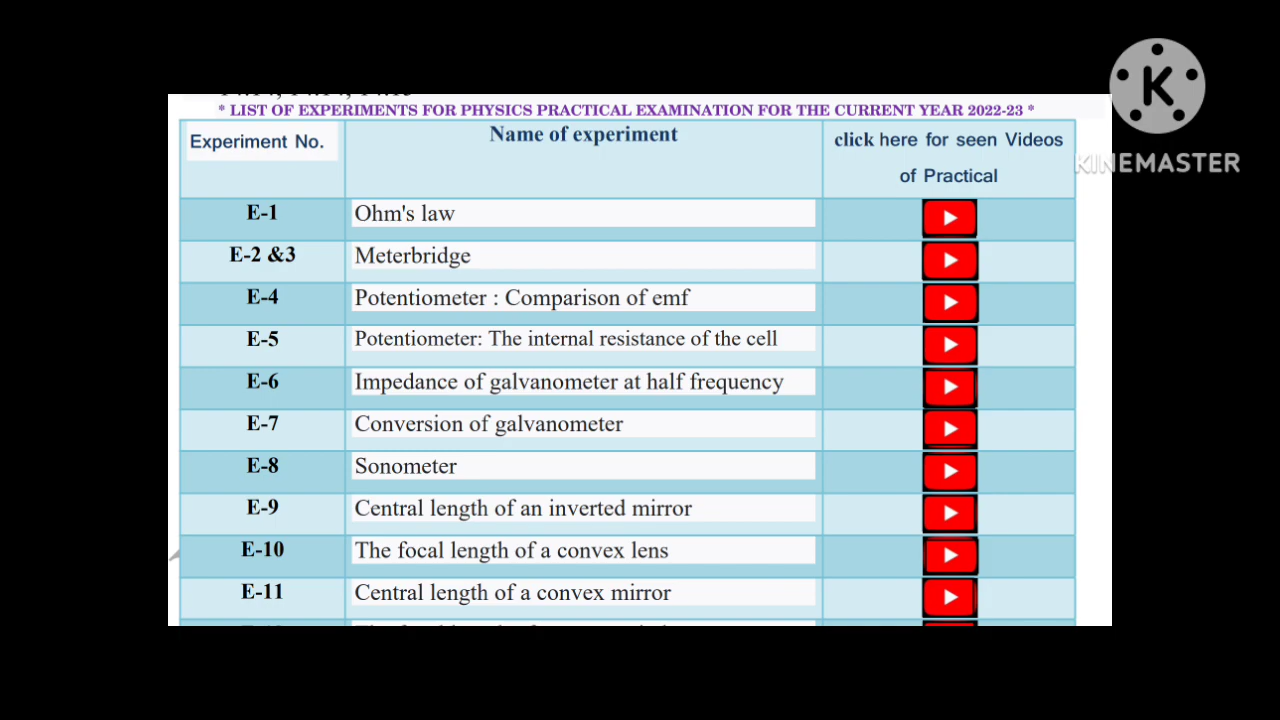 * LIST OF EXPERIMENTS FOR PHYSICS PRACTICAL EXAMINATION FOR THE CURRENT YEAR 2022-23 *
Experiment No. Name of experiment click here for seen Videos
of Practical
E-1 Ohm's law
E-2 &3 Meterbridge
E-4 Potentiometer : Comparison of emf
E-5 Potentiometer: The internal resistance of the cell
E-6 Impedance of galvanometer at half frequency
E-7 Conversion of galvanometer
E-8 Sonometer
E-9 Central length of an inverted mirror
E-10 The focal length of a convex lens
E-11 Central length of a convex mirror
K
KINEMASTER